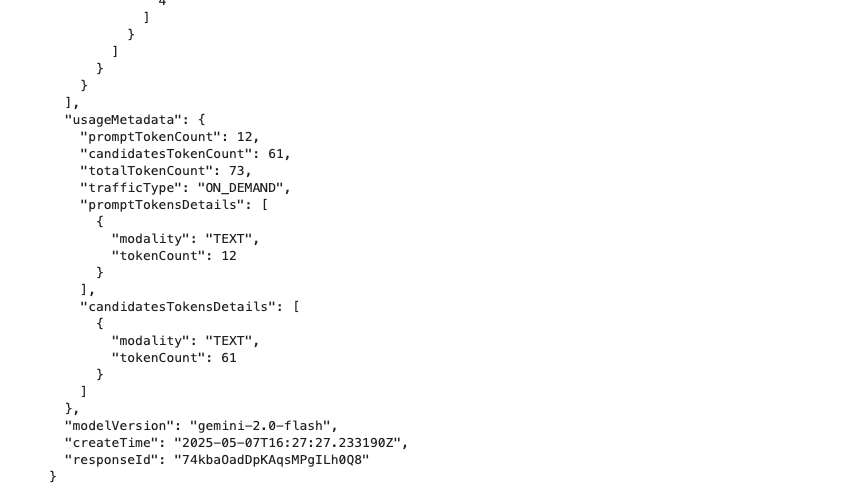 4
]
}
]
}
}
],
"usageMetadata": {
"promptTokenCount": 12,
"candidatesTokenCount": 61,
"totalTokenCount": 73,
"trafficType": "ON_DEMAND",
"promptTokensDetails": [
{
"modality": "TEXT",
"tokenCount": 12
}
],
"candidatesTokensDetails": [
{
"modality": "TEXT",
"tokenCount": 61
}
]
},
"modelVersion": "gemini-2.0-flash",
"createTime": "2025-05-07T16:27:27.233190Z",
"responseId": "74kbaOadDpKAqsMPgILh0Q8"
}